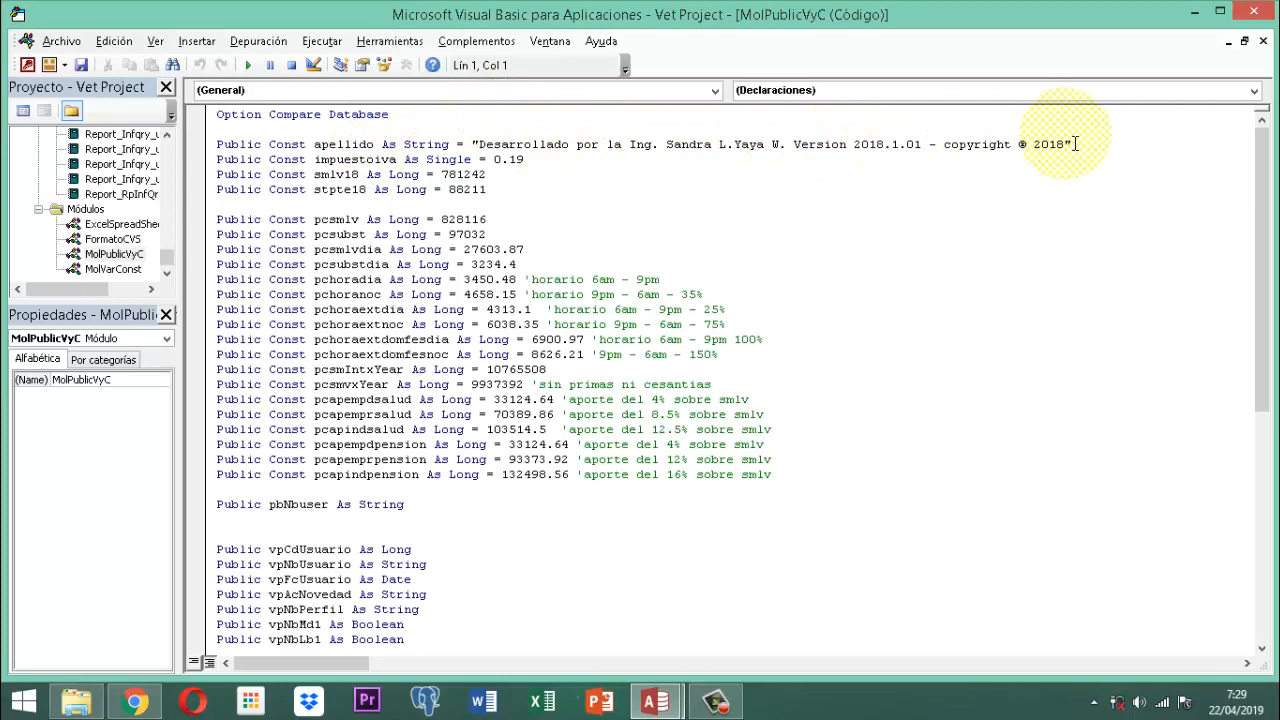 Microsoft Visual Basic para Aplicaciones - Vet Project - [MolPublicVyC (Código)]
Archivo Edición Ver Insertar Depuración Ejecutar Herramientas Complementos Ventana Ayuda
Lín 1, Col 1
Proyecto - Vet Project
Report_Infqry_u
Report_Infqry_u
Report_Infqry_u
Report_Infqry_u
Report_RpInfQr
Módulos
ExcelSpreadShe
FormatoCVS
MolPublicVyC
MolVarConst
Propiedades - MolPublic
MolPublicVyC Módulo
Alfabética Por categorías
(Name) MolPublicVyC
(General) (Declaraciones)
Option Compare Database
Public Const apellido As String = "Desarrollado por la Ing. Sandra L.Yaya W. Version 2018.1.01 - copyright ® 2018"
Public Const impuestoiva As Single = 0.19
Public Const smlv18 As Long = 781242
Public Const stpte18 As Long = 88211
Public Const pcsmlv As Long = 828116
Public Const pcsubst As Long = 97032
Public Const pcsmlvdia As Long = 27603.87
Public Const pcsubstdia As Long = 3234.4
Public Const pchoradia As Long = 3450.48 'horario 6am - 9pm
Public Const pchoranoc As Long = 4658.15 'horario 9pm - 6am - 35%
Public Const pchoraextdia As Long = 4313.1 'horario 6am - 9pm - 25%
Public Const pchoraextnoc As Long = 6038.35 'horario 9pm - 6am - 75%
Public Const pchoraextdomfesdia As Long = 6900.97 'horario 6am - 9pm 100%
Public Const pchoraextdomfesnoc As Long = 8626.21 '9pm - 6am - 150%
Public Const pcsmIntxYear As Long = 10765508
Public Const pcsmvxYear As Long = 9937392 'sin primas ni cesantias
Public Const pcapempdsalud As Long = 33124.64 'aporte del 4% sobre smlv
Public Const pcapemprsalud As Long = 70389.86 'aporte del 8.5% sobre smlv
Public Const pcapindsalud As Long = 103514.5 'aporte del 12.5% sobre smlv
Public Const pcapempdpension As Long = 33124.64 'aporte del 4% sobre smlv
Public Const pcapemprpension As Long = 93373.92 'aporte del 12% sobre smlv
Public Const pcapindpension As Long = 132498.56 'aporte del 16% sobre smlv
Public pbNbuser As String
Public vpCdUsuario As Long
Public vpNbUsuario As String
Public vpFcUsuario As Date
Public vpAcNovedad As String
Public vpNbPerfil As String
Public vpNbMd1 As Boolean
Public vpNbLb1 As Boolean
7:29
22/04/2019